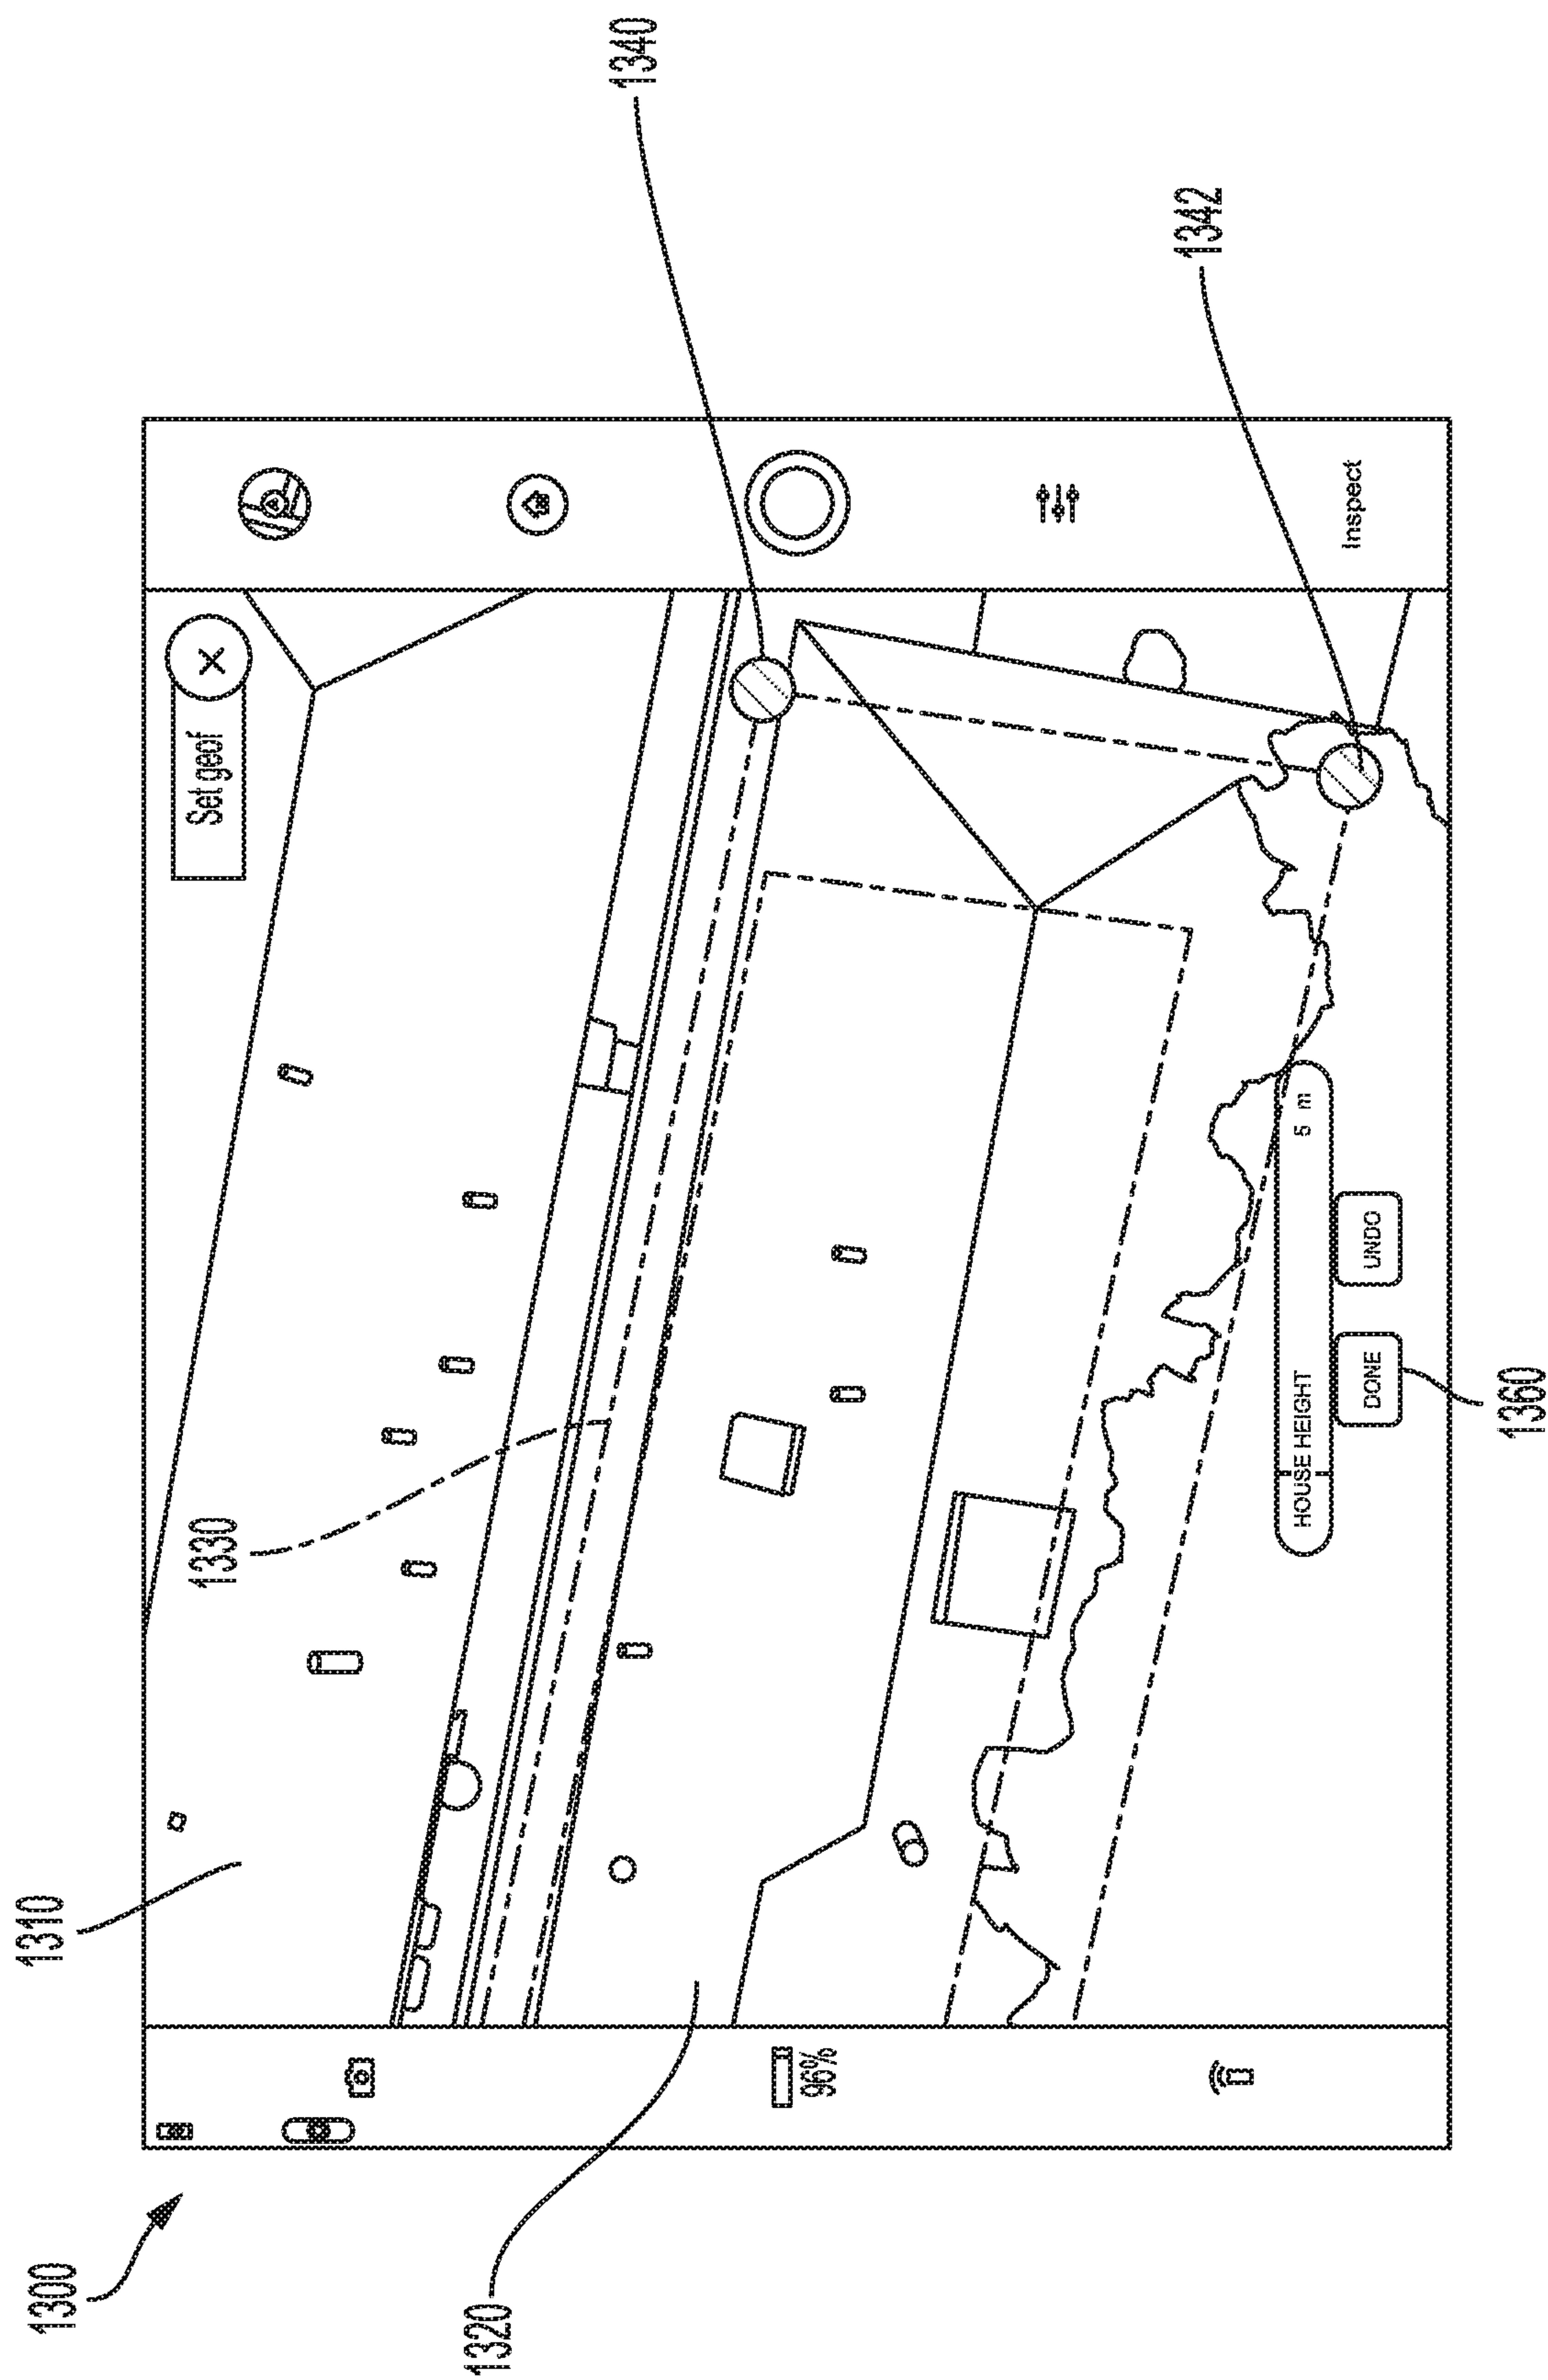 1300
1310
1320
1330
1340
1342
1360
Set geof
X
96%
HOUSE HEIGHT 5 m
DONE
UNDO
Inspect